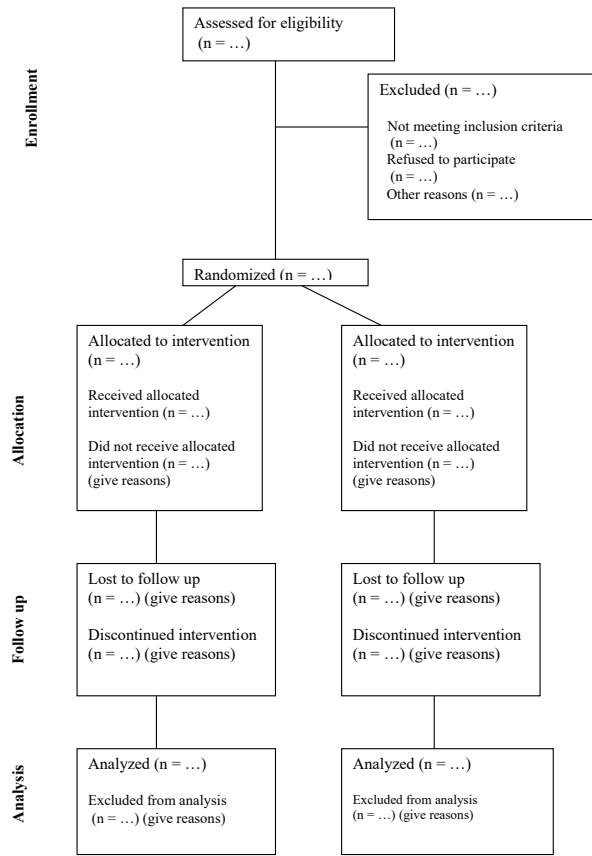 Assessed for eligibility
(n = …)
Enrollment
Excluded (n = …)
Not meeting inclusion criteria
(n = …)
Refused to participate
(n = …)
Other reasons (n = …)
Randomized (n = …)
Allocation
Allocated to intervention
(n = …)
Received allocated
intervention (n = …)
Did not receive allocated
intervention (n = …)
(give reasons)
Allocated to intervention
(n = …)
Received allocated
intervention (n = …)
Did not receive allocated
intervention (n = …)
(give reasons)
Follow up
Lost to follow up
(n = …) (give reasons)
Discontinued intervention
(n = …) (give reasons)
Lost to follow up
(n = …) (give reasons)
Discontinued intervention
(n = …) (give reasons)
Analysis
Analyzed (n = …)
Excluded from analysis
(n = …) (give reasons)
Analyzed (n = …)
Excluded from analysis
(n = …) (give reasons)